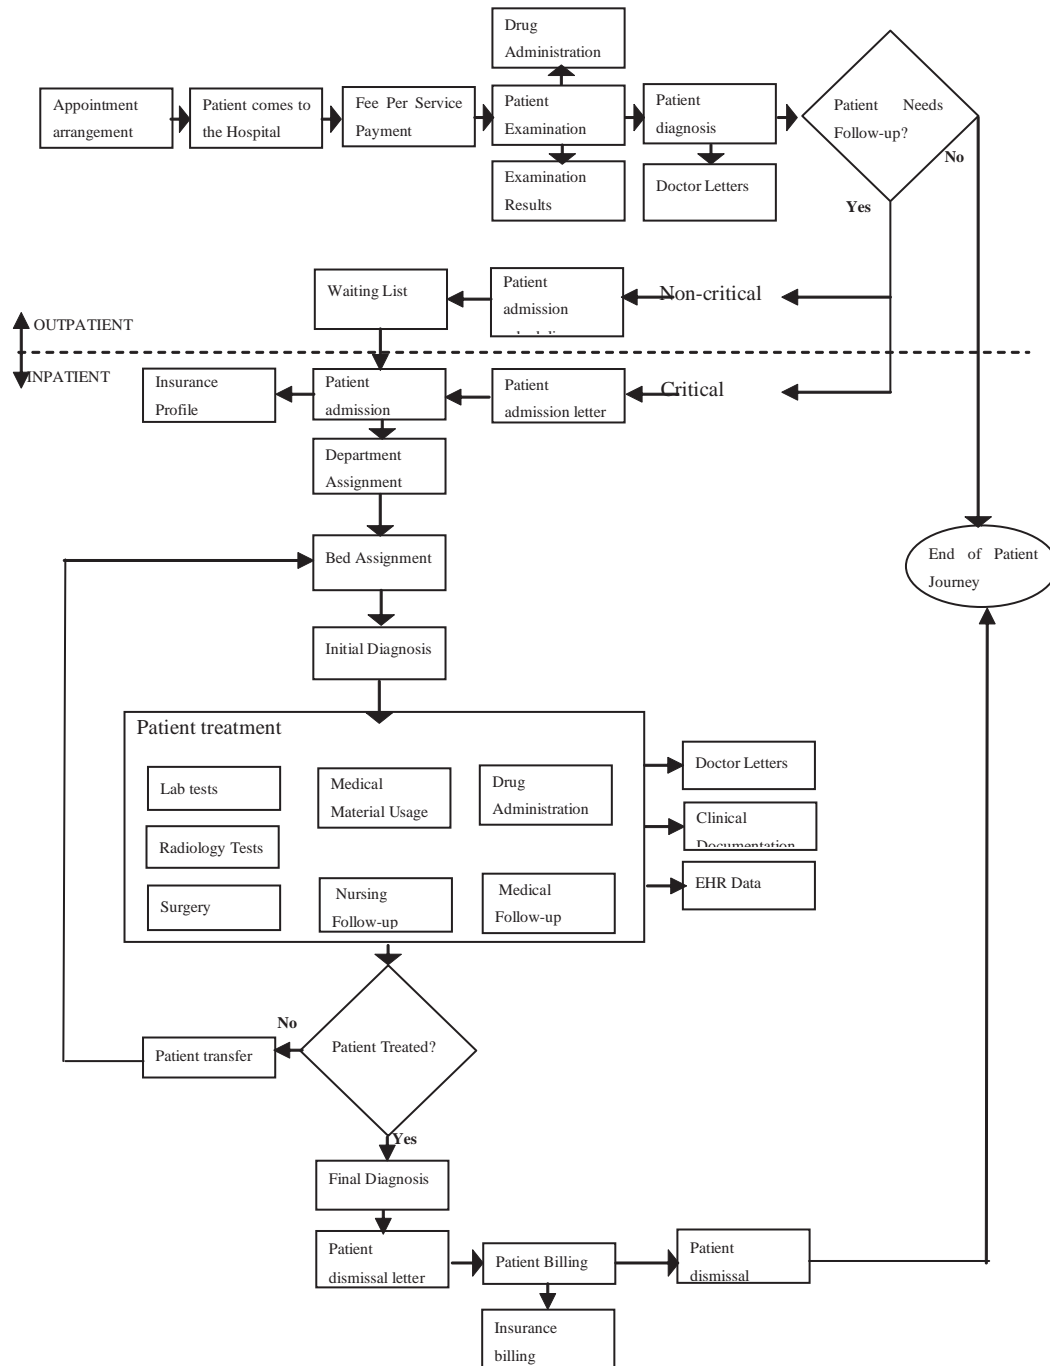 Drug
Administration
Appointment
arrangement
Patient comes to
the Hospital
Fee Per Service
Payment
Patient
Examination
Patient
diagnosis
Patient Needs
Follow-up?
No
Examination
Results
Doctor Letters
Yes
Waiting List
Patient
admission
Non-critical
OUTPATIENT
INPATIENT
Insurance
Profile
Patient
admission
Patient
admission letter
Critical
Department
Assignment
Bed Assignment
End of Patient
Journey
Initial Diagnosis
Patient treatment
Lab tests
Medical
Material Usage
Drug
Administration
Doctor Letters
Radiology Tests
Clinical
Documentation
Surgery
Nursing
Follow-up
Medical
Follow-up
EHR Data
No
Patient Treated?
Patient transfer
Yes
Final Diagnosis
Patient
dismissal letter
Patient Billing
Patient
dismissal
Insurance
billing